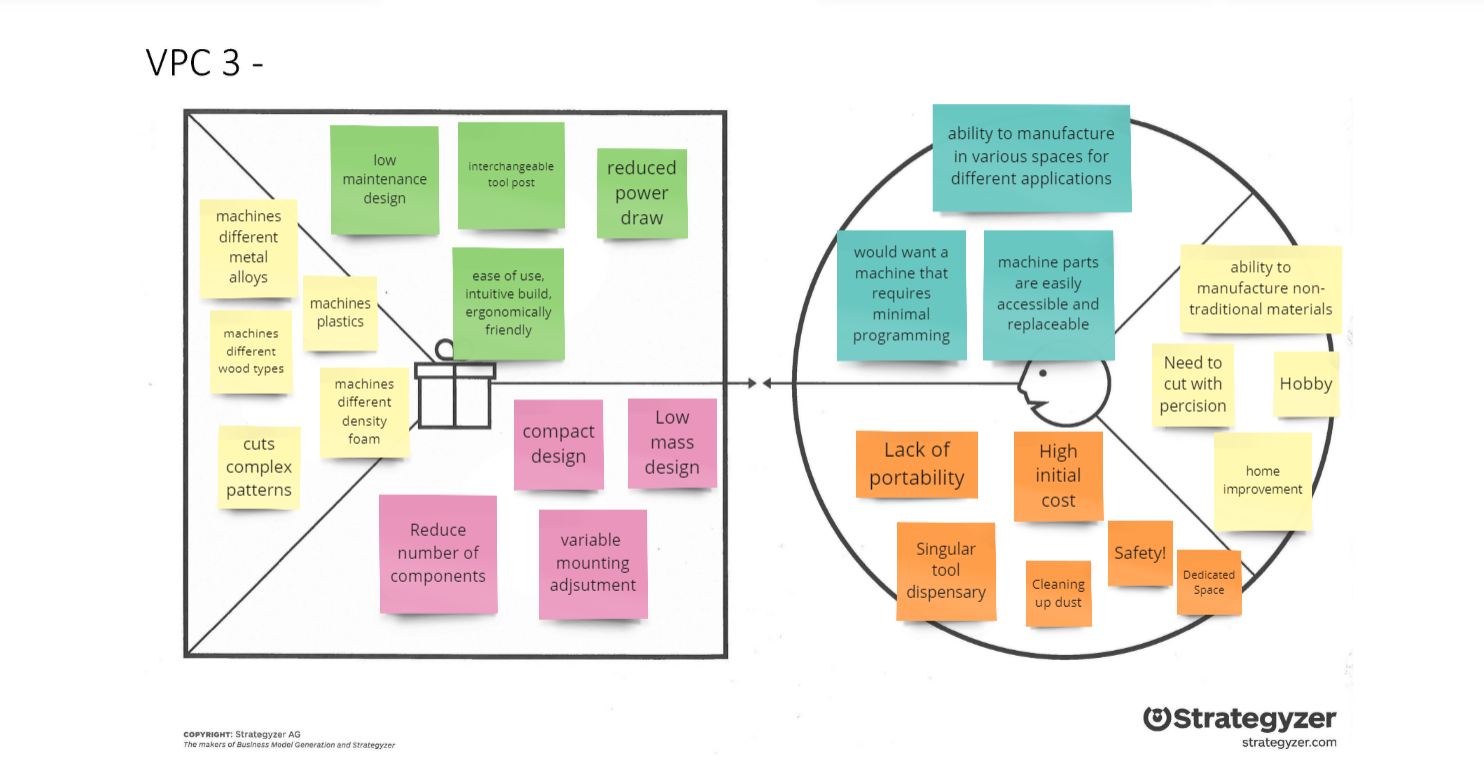 VPC 3 -
low
maintenance
design
interchangeable
tool post
reduced
power
draw
ease of use,
intuitive build,
ergonomically
friendly
machines
different
metal
alloys
machines
plastics
machines
different
wood types
machines
different
density
foam
cuts
complex
patterns
compact
design
Low
mass
design
Reduce
number of
components
variable
mounting
adjsutment
ability to manufacture
in various spaces for
different applications
would want a
machine that
requires
minimal
programming
machine parts
are easily
accessible and
replaceable
ability to
manufacture non-
traditional materials
Need to
cut with
percision
Hobby
home
improvement
Lack of
portability
High
initial
cost
Singular
tool
dispensary
Cleaning
up dust
Safety!
Dedicated
Space
COPYRIGHT: Strategyzer AG
The makers of Business Model Generation and Strategyzer
Strategyzer
strategyzer.com